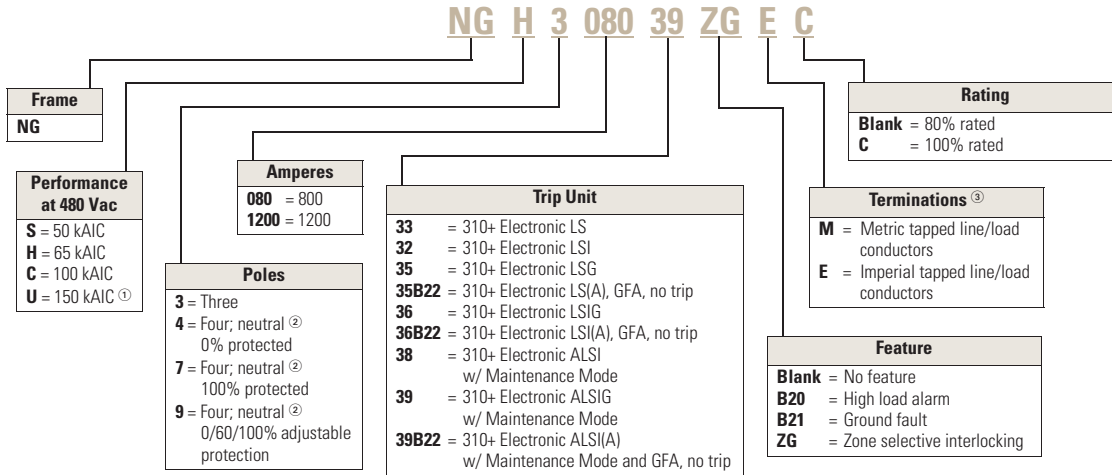 NG H 3 080 39 ZG E C
Frame
NG
Performance
at 480 Vac
S = 50 kAIC
H = 65 kAIC
C = 100 kAIC
U = 150 kAIC ①
Poles
3 = Three
4 = Four; neutral ②
0% protected
7 = Four; neutral ②
100% protected
9 = Four; neutral ②
0/60/100% adjustable
protection
Amperes
080 = 800
1200 = 1200
Trip Unit
33 = 310+ Electronic LS
32 = 310+ Electronic LSI
35 = 310+ Electronic LSG
35B22 = 310+ Electronic LS(A), GFA, no trip
36 = 310+ Electronic LSIG
36B22 = 310+ Electronic LSI(A), GFA, no trip
38 = 310+ Electronic ALSI
w/ Maintenance Mode
39 = 310+ Electronic ALSIG
w/ Maintenance Mode
39B22 = 310+ Electronic ALSI(A)
w/ Maintenance Mode and GFA, no trip
Feature
Blank = No feature
B20 = High load alarm
B21 = Ground fault
ZG = Zone selective interlocking
Terminations ③
M = Metric tapped line/load
conductors
E = Imperial tapped line/load
conductors
Rating
Blank = 80% rated
C = 100% rated